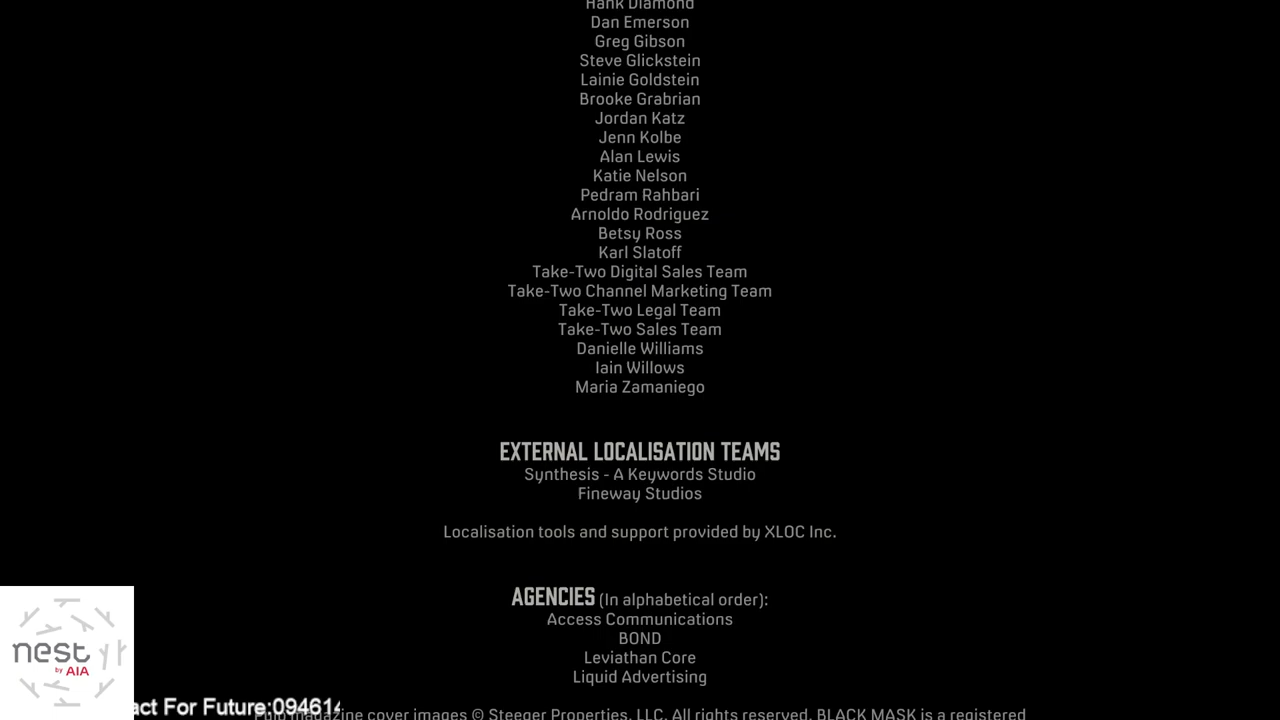 Hank Diamond
Dan Emerson
Greg Gibson
Steve Glickstein
Lainie Goldstein
Brooke Grabrian
Jordan Katz
Jenn Kolbe
Alan Lewis
Katie Nelson
Pedram Rahbari
Arnoldo Rodriguez
Betsy Ross
Karl Slatoff
Take-Two Digital Sales Team
Take-Two Channel Marketing Team
Take-Two Legal Team
Take-Two Sales Team
Danielle Williams
Iain Willows
Maria Zamaniego
EXTERNAL LOCALISATION TEAMS
Synthesis - A Keywords Studio
Fineway Studios
Localisation tools and support provided by XLOC Inc.
AGENCIES (In alphabetical order):
Access Communications
BOND
Leviathan Core
Liquid Advertising
nest
by AIA
act For Future:094614
Pulp magazine cover images © Steeger Properties, LLC. All rights reserved. BLACK MASK is a registered